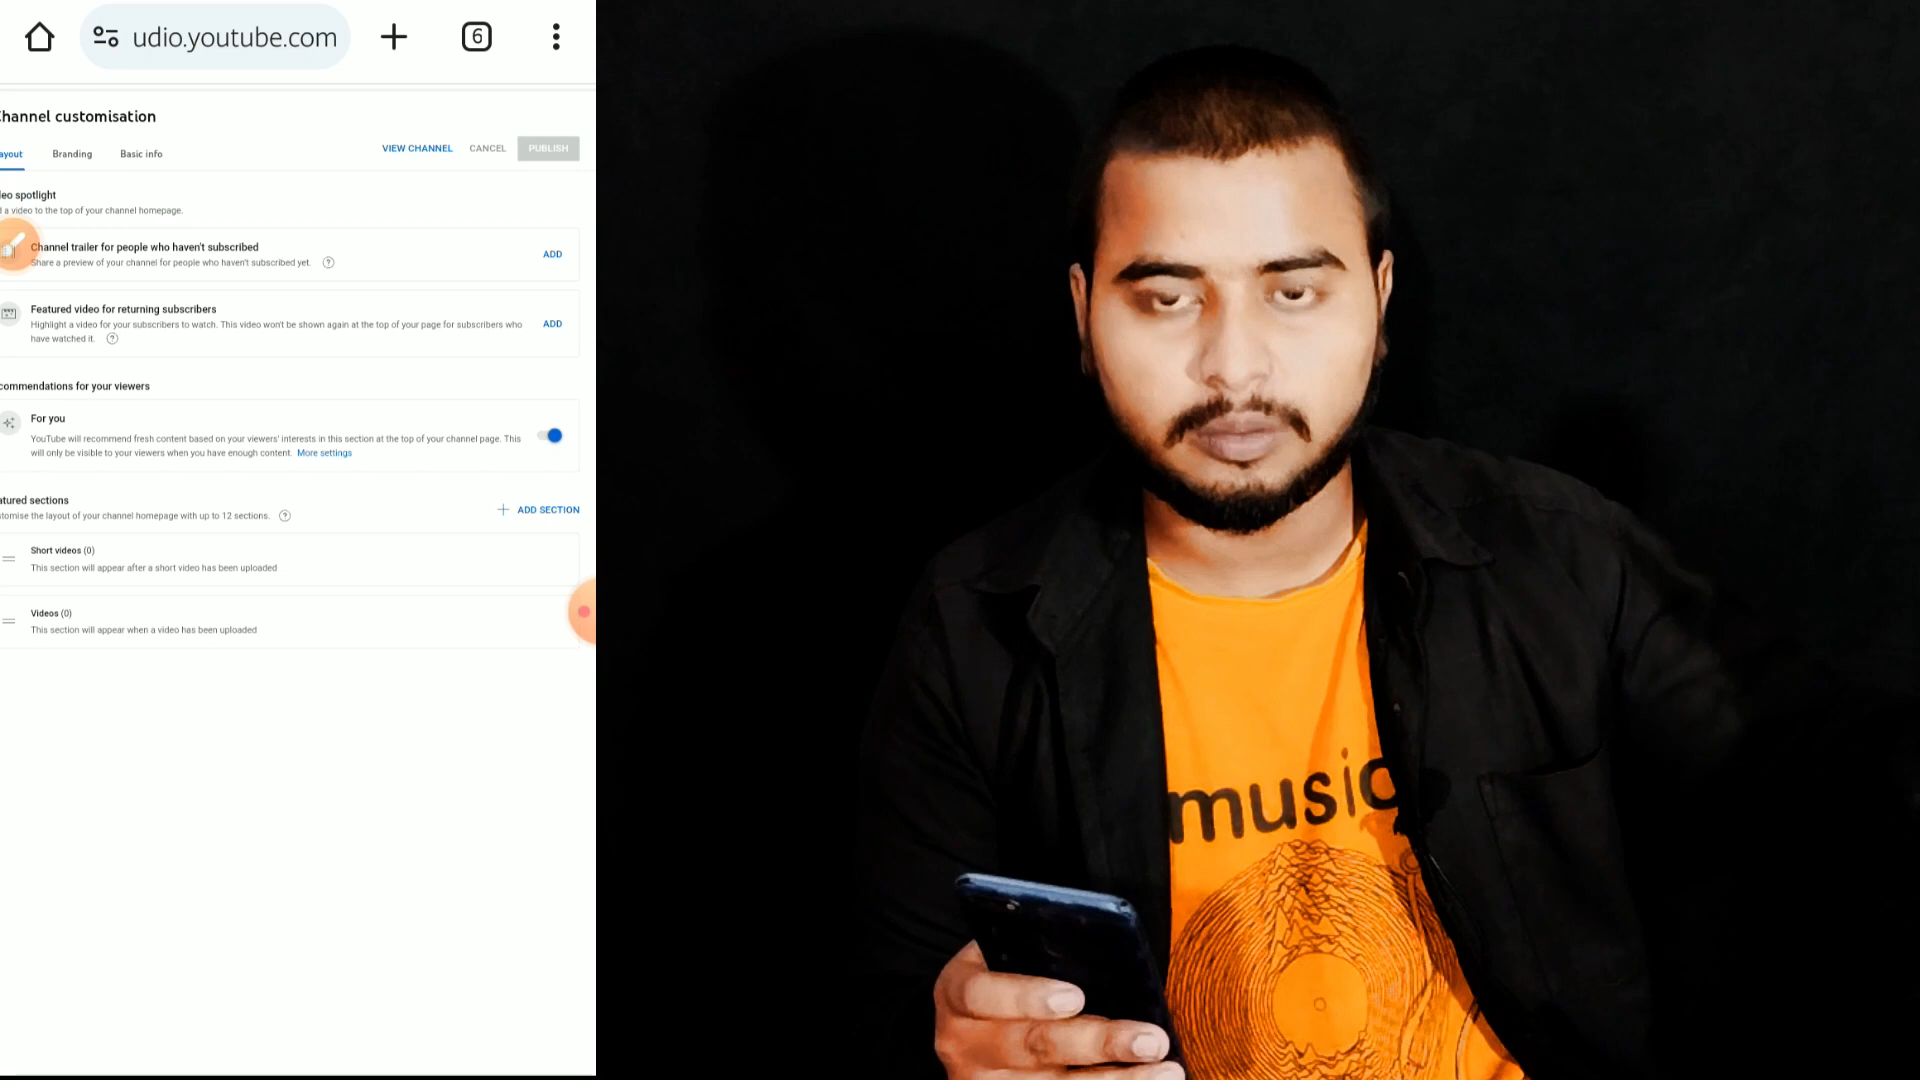 udio.youtube.com
6
Channel customisation
ayout
Branding
Basic info
VIEW CHANNEL
CANCEL
PUBLISH
eo spotlight
a video to the top of your channel homepage.
Channel trailer for people who haven't subscribed
Share a preview of your channel for people who haven't subscribed yet.
ADD
Featured video for returning subscribers
Highlight a video for your subscribers to watch. This video won't be shown again at the top of your page for subscribers who
have watched it.
ADD
commendations for your viewers
For you
YouTube will recommend fresh content based on your viewers' interests in this section at the top of your channel page. This
will only be visible to your viewers when you have enough content. More settings
atured sections
stomise the layout of your channel homepage with up to 12 sections.
ADD SECTION
Short videos (0)
This section will appear after a short video has been uploaded
Videos (0)
This section will appear when a video has been uploaded
music